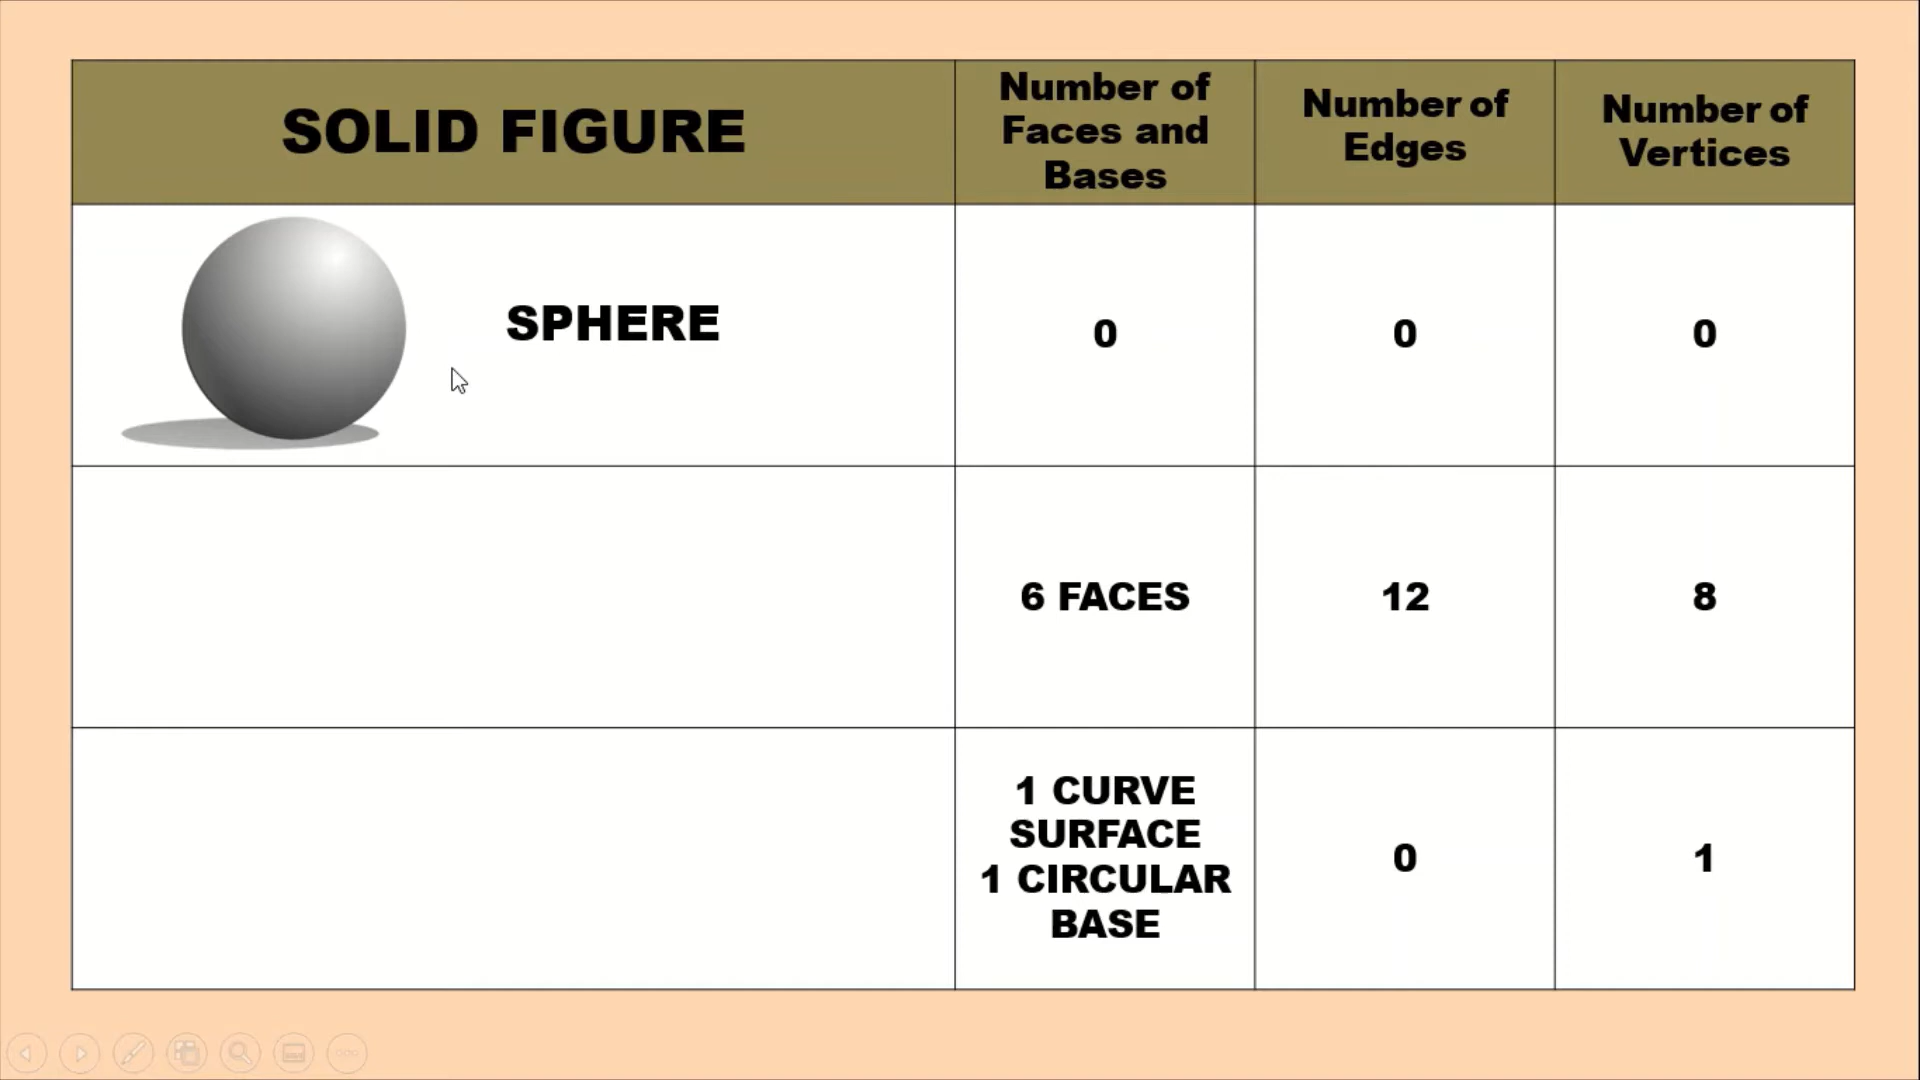 SOLID FIGURE
Number of
Faces and
Bases
Number of
Edges
Number of
Vertices
SPHERE
0
0
0
6 FACES
12
8
1 CURVE
SURFACE
1 CIRCULAR
BASE
0
1